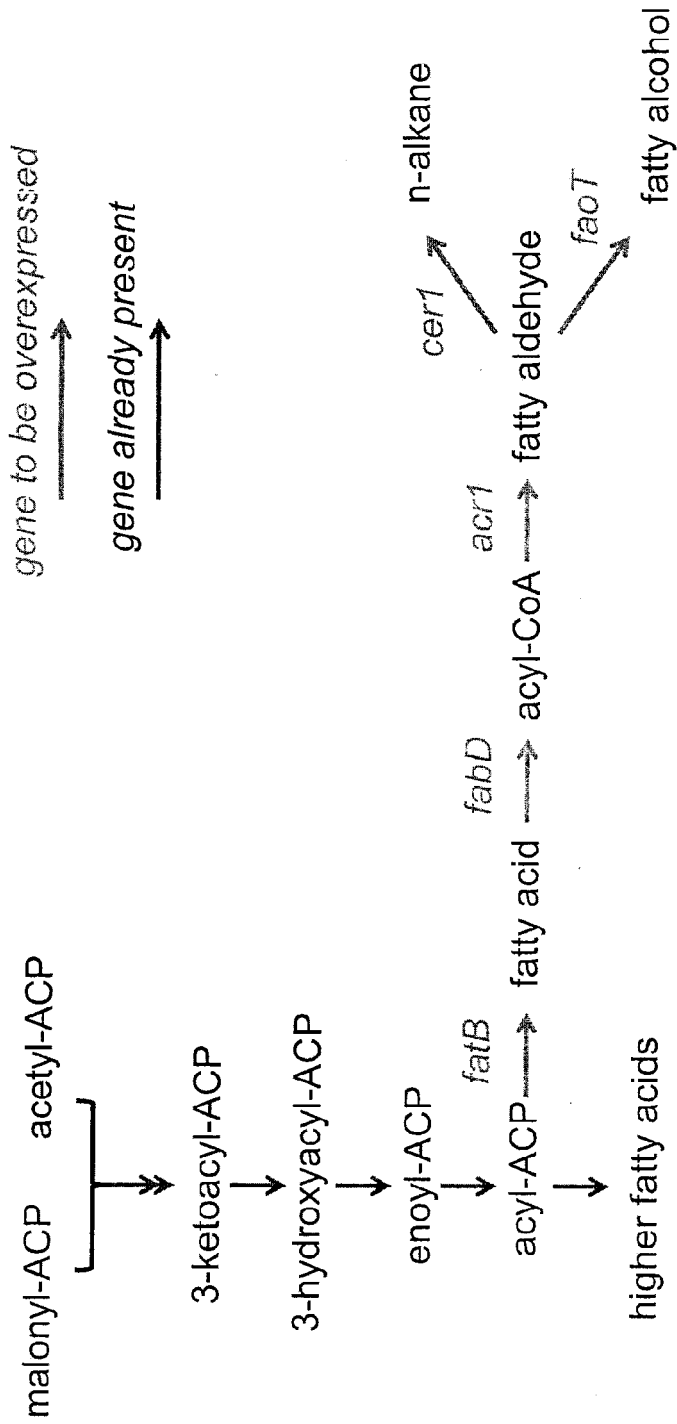 malonyl-ACP acetyl-ACP
gene to be overexpressed
gene already present
3-ketoacyl-ACP
3-hydroxyacyl-ACP
enoyl-ACP
fatB
fabD
acr1
cer1
n-alkane
acyl-ACP
fatty acid
acyl-CoA
fatty aldehyde
faoT
higher fatty acids
fatty alcohol